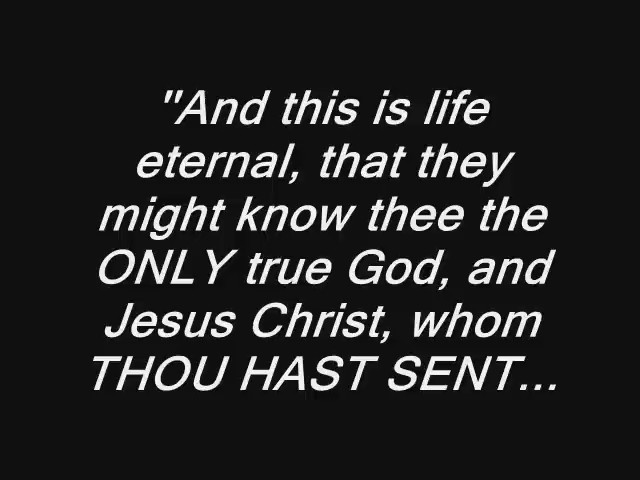 "And this is life
eternal, that they
might know thee the
ONLY true God, and
Jesus Christ, whom
THOU HAST SENT...